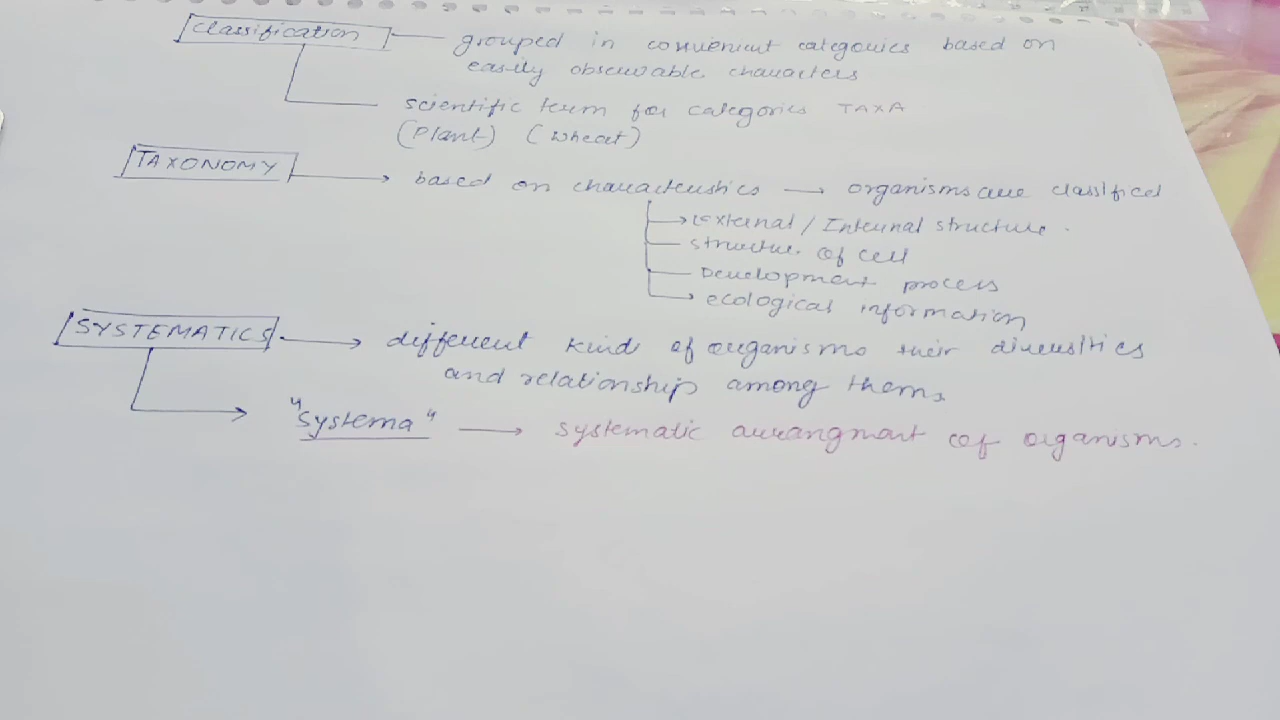 Classification — grouped in convenient categories based on
easily observable characters
scientific term for categories TAXA
(Plant) (Wheat)
TAXONOMY → based on characteristics → organisms are classified
External / Internal structure.
structure of cell
Development process
ecological information
SYSTEMATICS → different kind of organisms their diversities
and relationship among them.
"Systema" → systematic arrangmant of organisms.